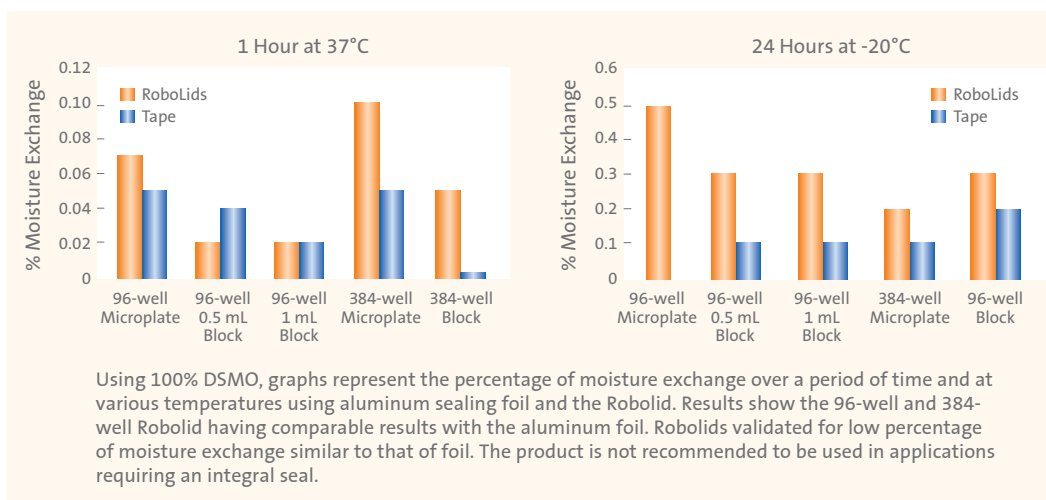 1 Hour at 37°C
% Moisture Exchange
0.12
0.10
0.08
0.06
0.04
0.02
0
RoboLids
Tape
96-well
Microplate
96-well
0.5 mL
Block
96-well
1 mL
Block
384-well
Microplate
384-well
Block
24 Hours at -20°C
% Moisture Exchange
0.6
0.5
0.4
0.3
0.2
0.1
0
RoboLids
Tape
96-well
Microplate
96-well
0.5 mL
Block
96-well
1 mL
Block
384-well
Microplate
96-well
Block
Using 100% DSMO, graphs represent the percentage of moisture exchange over a period of time and at
various temperatures using aluminum sealing foil and the Robolid. Results show the 96-well and 384-
well Robolid having comparable results with the aluminum foil. Robolids validated for low percentage
of moisture exchange similar to that of foil. The product is not recommended to be used in applications
requiring an integral seal.